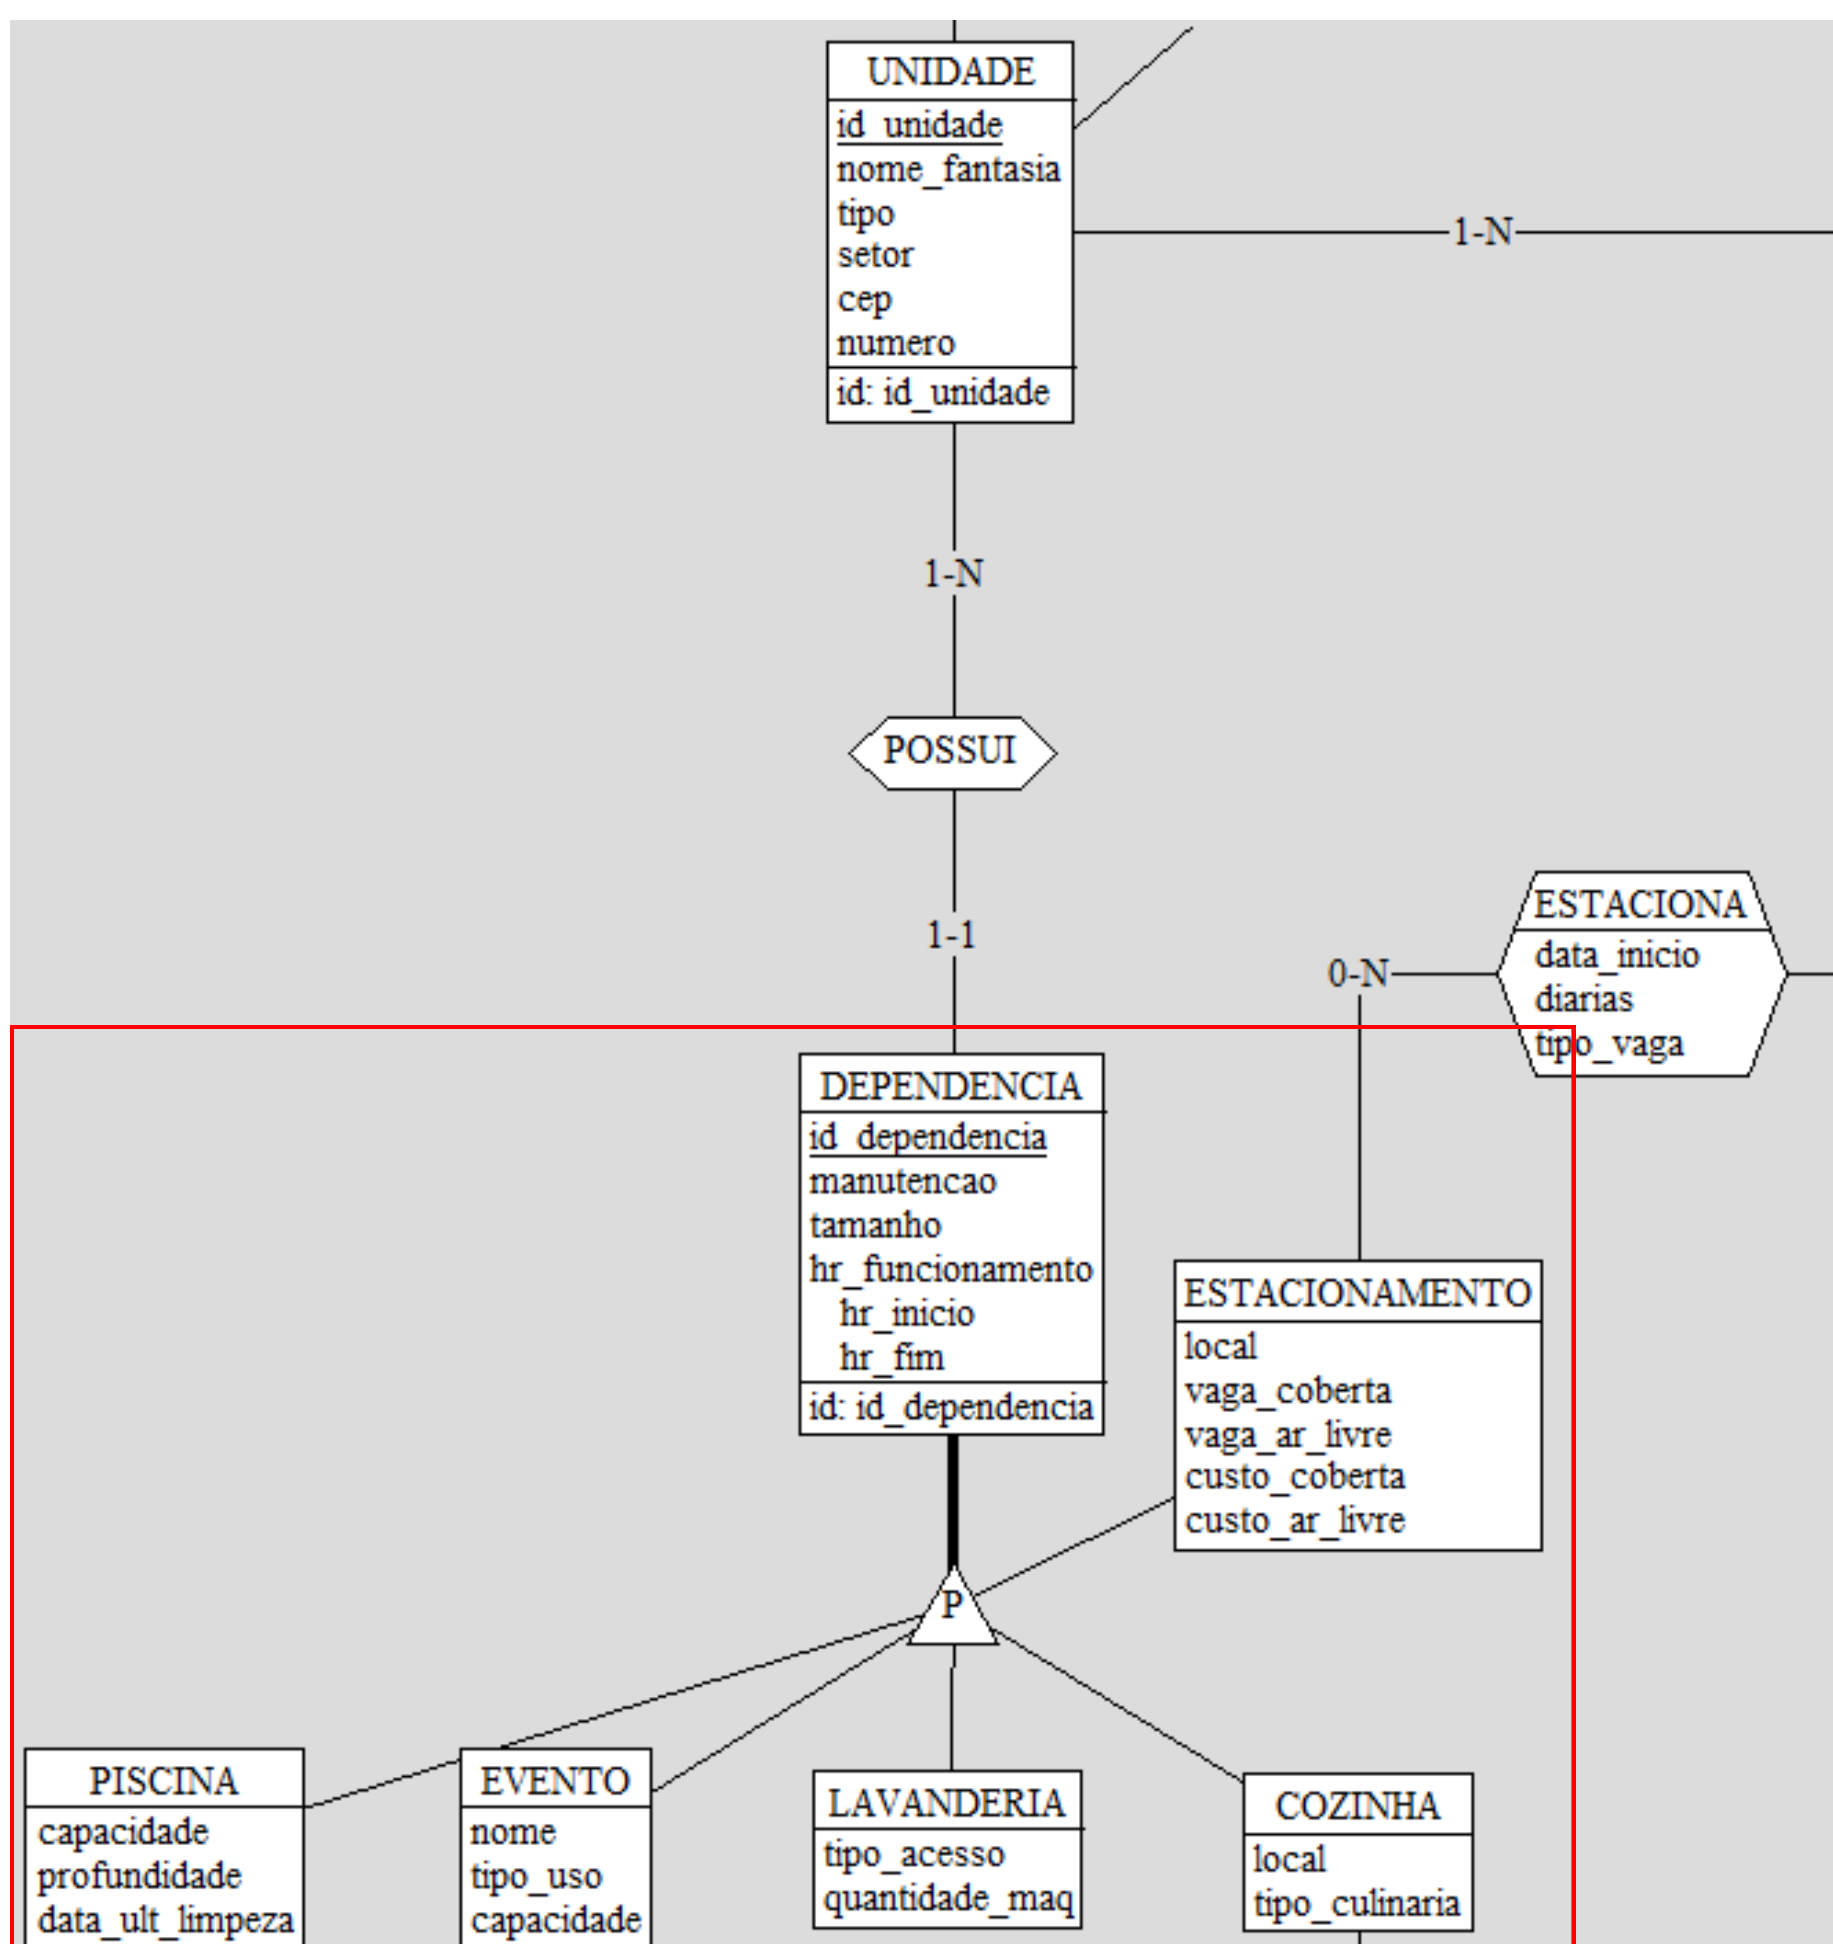 UNIDADE
id_unidade
nome_fantasia
tipo
setor
cep
numero
id: id_unidade
1-N
1-N
POSSUI
1-1
ESTACIONA
data_inicio
diarias
tipo_vaga
0-N
DEPENDENCIA
id_dependencia
manutencao
tamanho
hr_funcionamento
hr_inicio
hr_fim
id: id_dependencia
ESTACIONAMENTO
local
vaga_coberta
vaga_ar_livre
custo_coberta
custo_ar_livre
P
PISCINA
capacidade
profundidade
data_ult_limpeza
EVENTO
nome
tipo_uso
capacidade
LAVANDERIA
tipo_acesso
quantidade_maq
COZINHA
local
tipo_culinaria